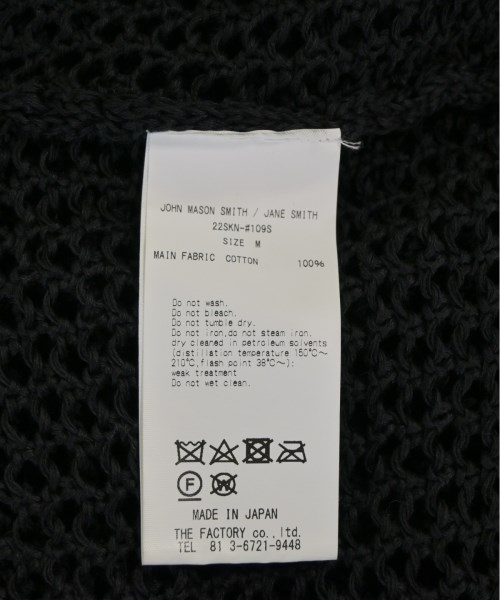 JOHN MASON SMITH / JANE SMITH
22SKN-#109S
SIZE M
MAIN FABRIC COTTON 100%
Do not wash.
Do not bleach.
Do not tumble dry.
Do not iron,do not steam iron.
dry cleaned in petroleum solvents
(distillation temperature 150℃〜
210℃,flash point 38℃〜):
weak treatment
Do not wet clean.
F W
MADE IN JAPAN
THE FACTORY co.,ltd.
TEL 81 3-6721-9448